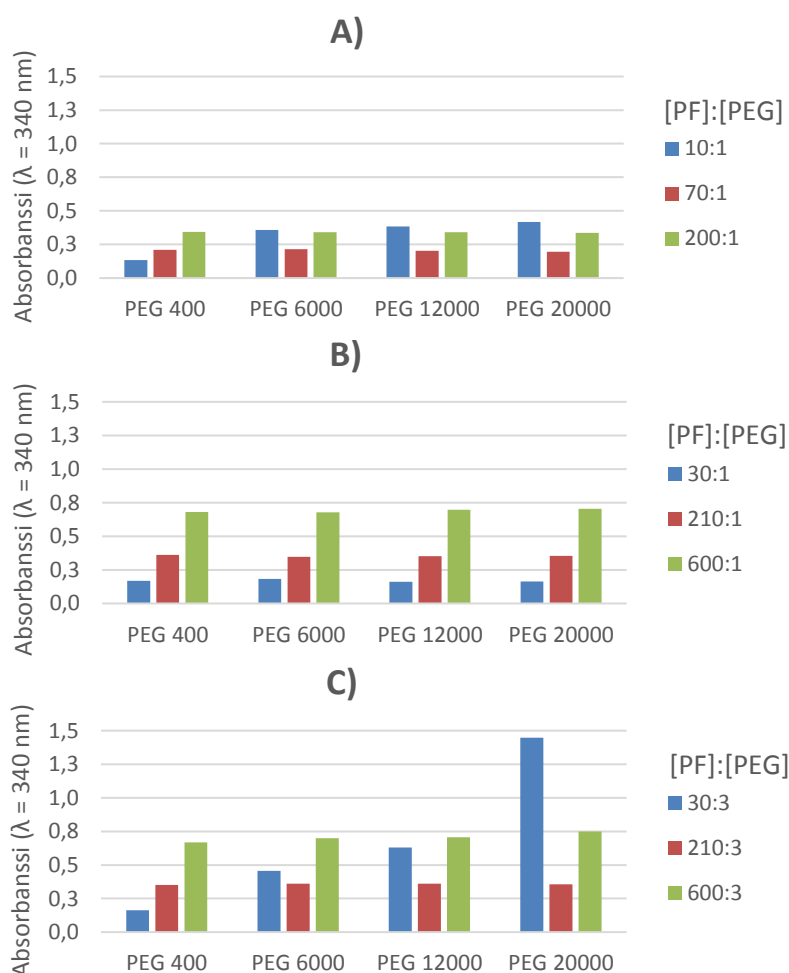 A)
Absorbanssi (λ = 340 nm)
1,5
1,3
1,0
0,8
0,5
0,3
0,0
PEG 400 PEG 6000 PEG 12000 PEG 20000
[PF]:[PEG]
10:1
70:1
200:1
B)
Absorbanssi (λ = 340 nm)
1,5
1,3
1,0
0,8
0,5
0,3
0,0
PEG 400 PEG 6000 PEG 12000 PEG 20000
[PF]:[PEG]
30:1
210:1
600:1
C)
Absorbanssi (λ = 340 nm)
1,5
1,3
1,0
0,8
0,5
0,3
0,0
PEG 400 PEG 6000 PEG 12000 PEG 20000
[PF]:[PEG]
30:3
210:3
600:3